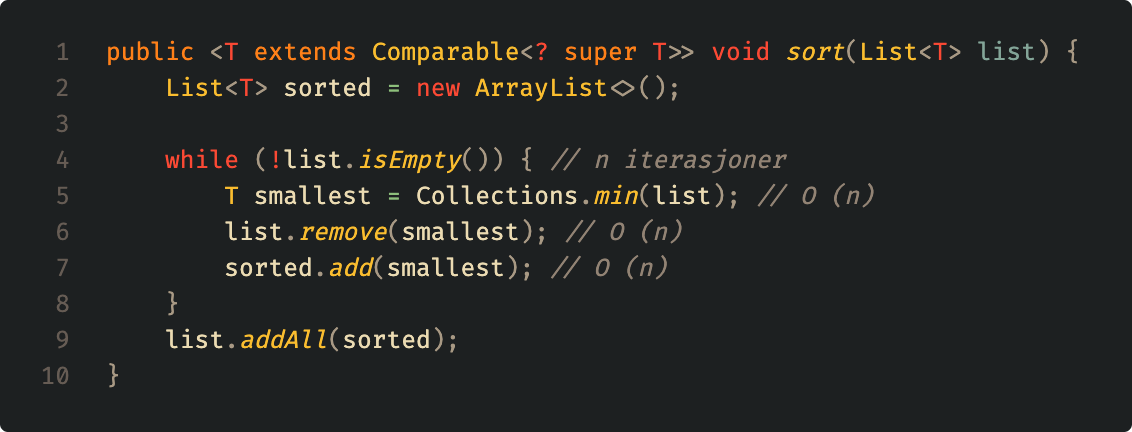 1 public <T extends Comparable<? super T>> void sort(List<T> list) {
2 List<T> sorted = new ArrayList<>();
3
4 while (!list.isEmpty()) { // n iterasjoner
5 T smallest = Collections.min(list); // O (n)
6 list.remove(smallest); // O (n)
7 sorted.add(smallest); // O (n)
8 }
9 list.addAll(sorted);
10 }